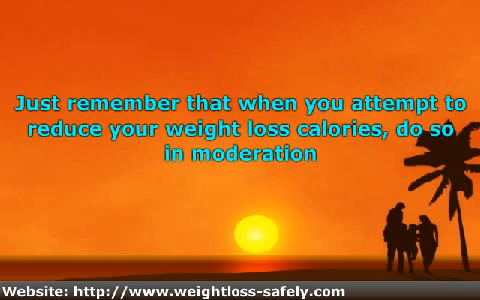 Just remember that when you attempt to
reduce your weight loss calories, do so
in moderation
Website: http://www.weightloss-safely.com